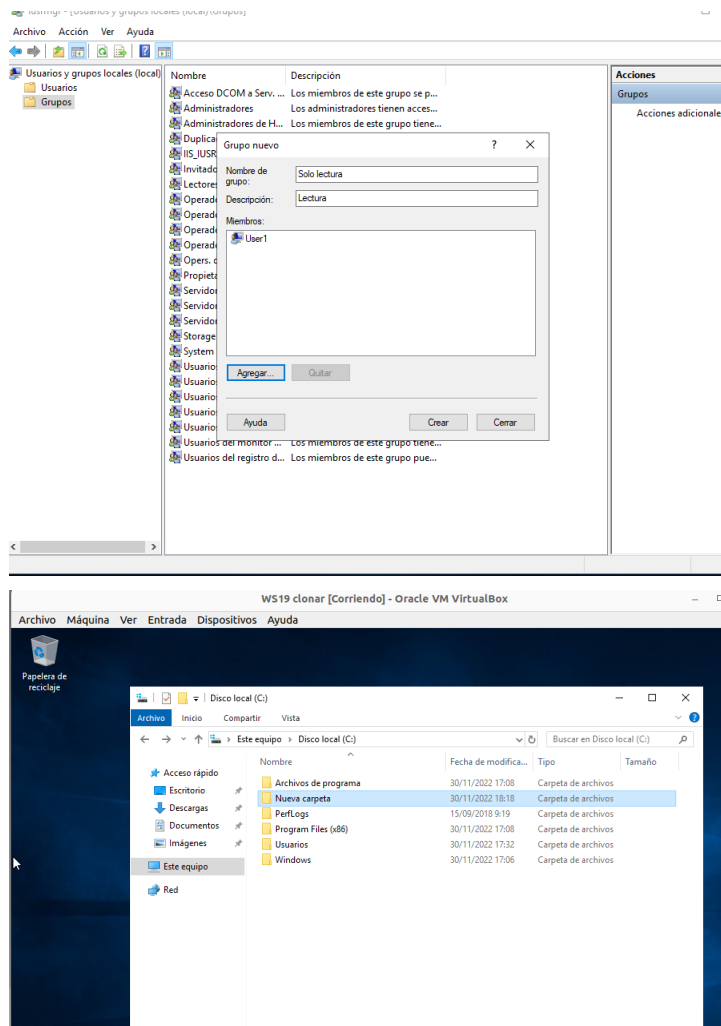 lusrmgr - [Usuarios y grupos locales (local)\Grupos]
Archivo Acción Ver Ayuda
Usuarios y grupos locales (local)
Usuarios
Grupos
Nombre Descripción
Acceso DCOM a Serv. ... Los miembros de este grupo se p...
Administradores Los administradores tienen acces...
Administradores de H... Los miembros de este grupo tiene...
Duplica
IIS_IUSR
Invitado
Lectores
Operad
Operad
Operad
Operad
Opers. d
Propieta
Servidor
Servidor
Servidor
Storage
System
Usuario
Usuario
Usuario
Usuario
Usuario
Usuarios del monitor ... Los miembros de este grupo tiene...
Usuarios del registro d... Los miembros de este grupo pue...
Grupo nuevo ?
Nombre de grupo: Solo lectura
Descripción: Lectura
Miembros:
User1
Agregar... Quitar
Ayuda Crear Cerrar
Acciones
Grupos
Acciones adicionale
WS19 clonar [Corriendo] - Oracle VM VirtualBox
Archivo Máquina Ver Entrada Dispositivos Ayuda
Papelera de
reciclaje
Disco local (C:)
Archivo Inicio Compartir Vista
Este equipo › Disco local (C:) Buscar en Disco local (C:)
Nombre Fecha de modifica... Tipo Tamaño
Acceso rápido
Escritorio
Descargas
Documentos
Imágenes
Este equipo
Red
Archivos de programa 30/11/2022 17:08 Carpeta de archivos
Nueva carpeta 30/11/2022 18:18 Carpeta de archivos
PerfLogs 15/09/2018 9:19 Carpeta de archivos
Program Files (x86) 30/11/2022 17:08 Carpeta de archivos
Usuarios 30/11/2022 17:32 Carpeta de archivos
Windows 30/11/2022 17:06 Carpeta de archivos